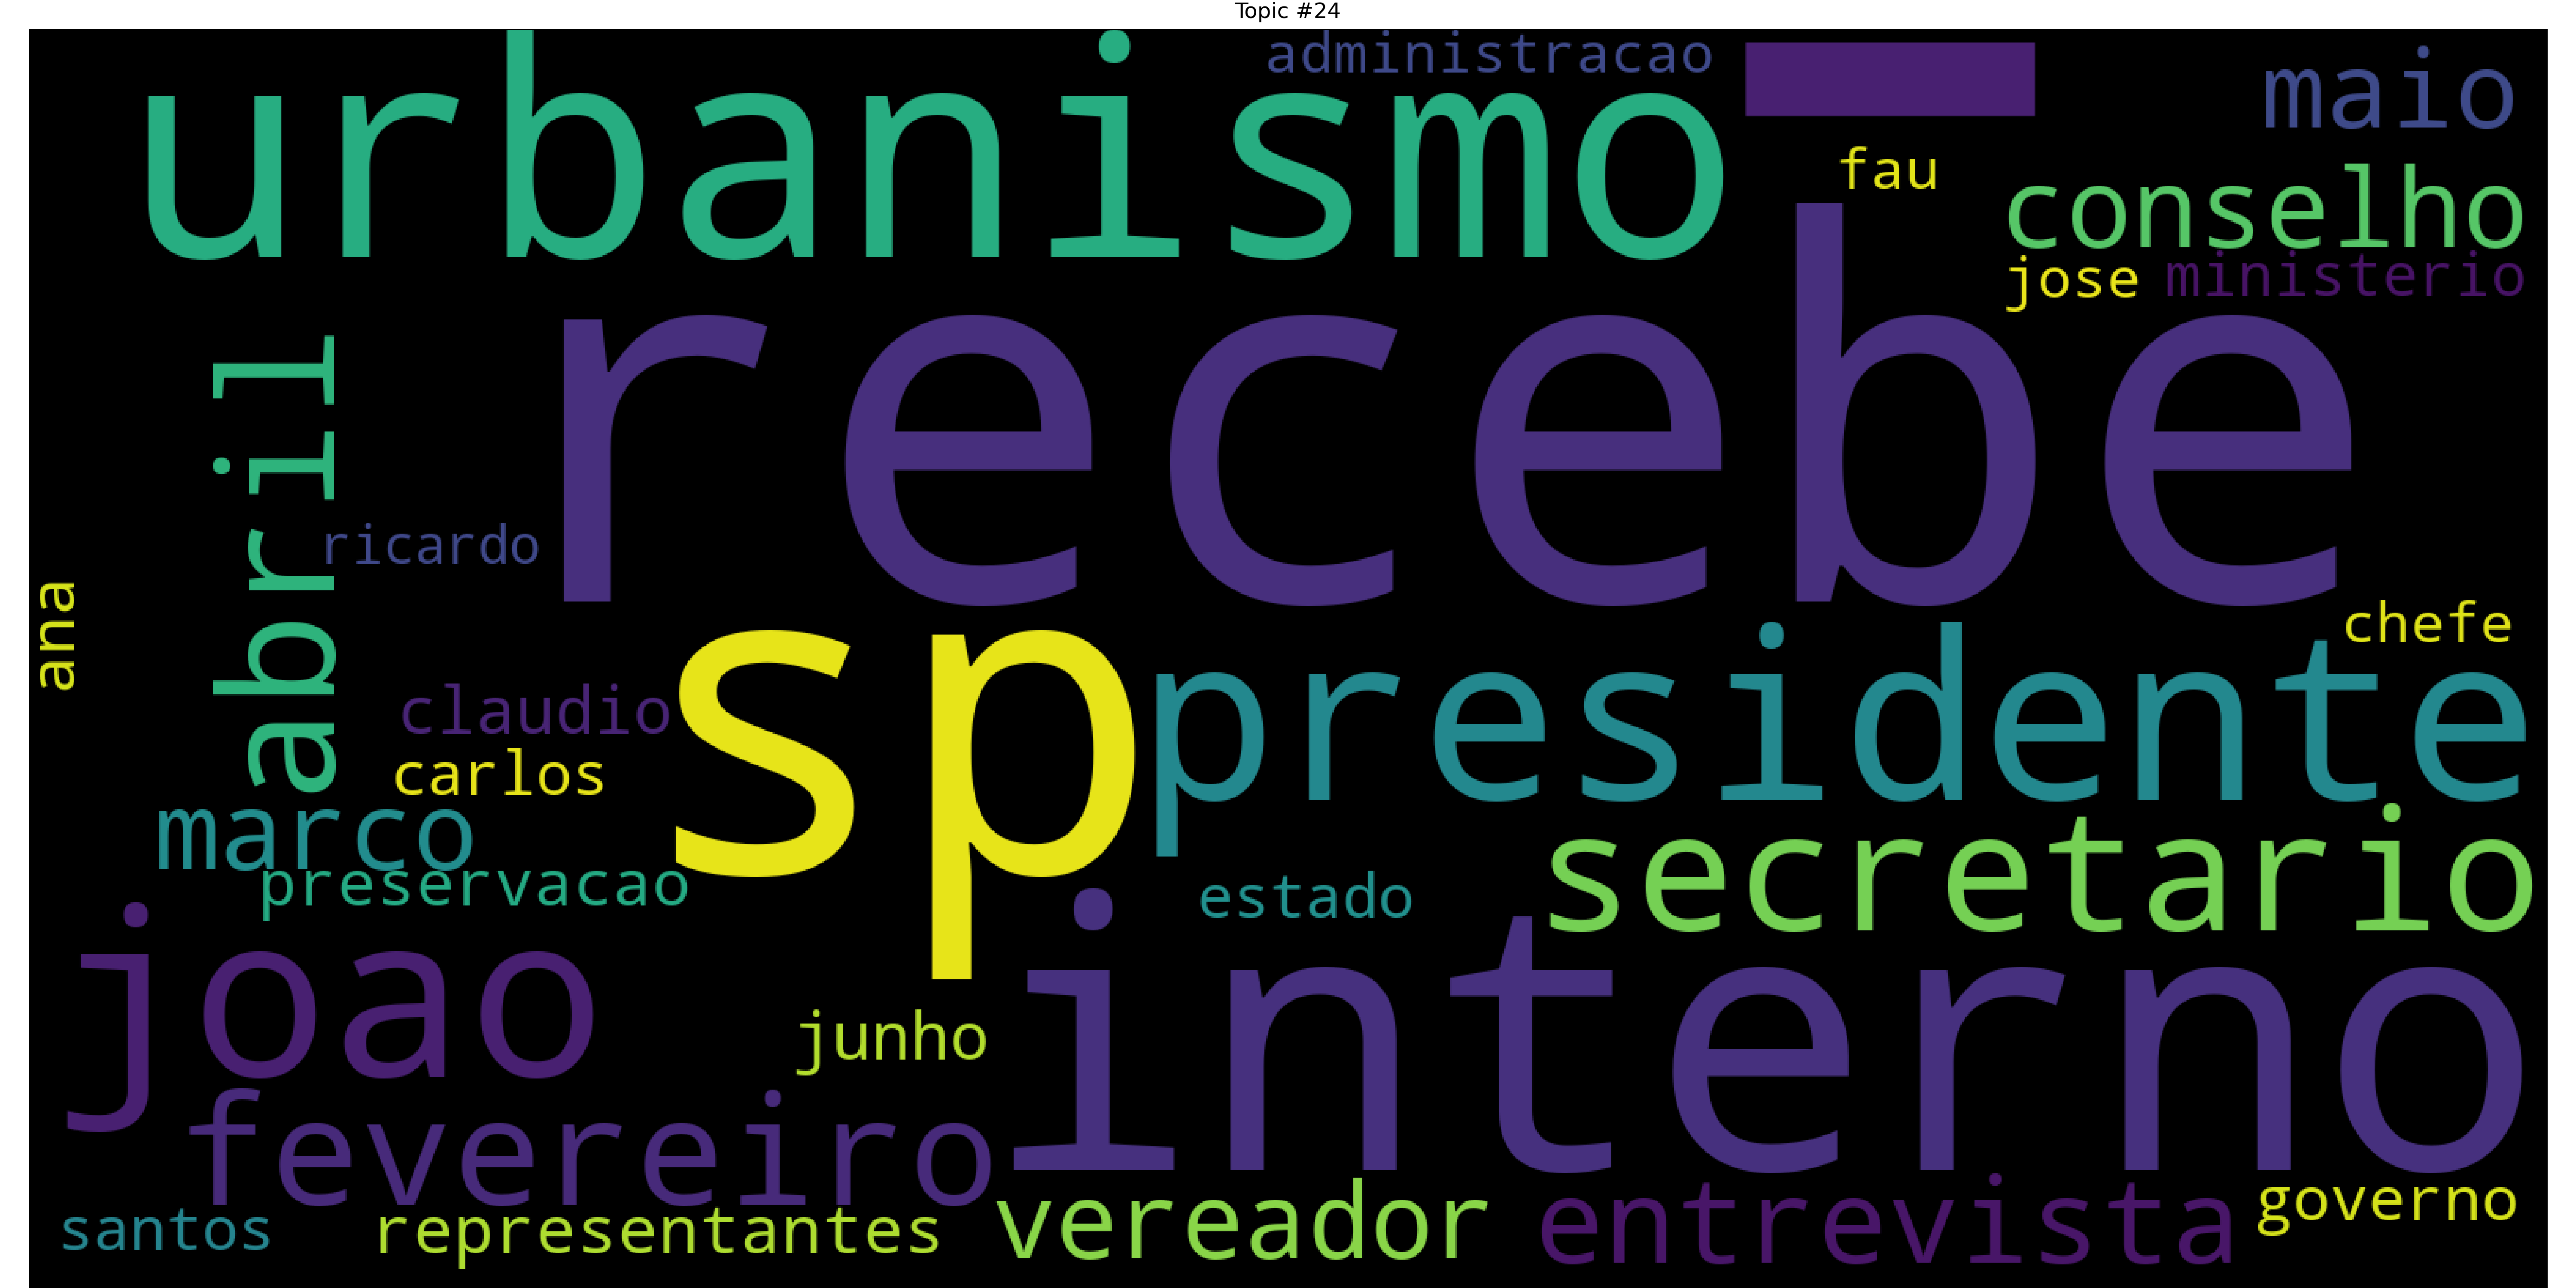 Topic #24
administracao
urbanismo
maio
fau
conselho
jose
ministerio
recebe
abril
ricardo
ana
chefe
sp
presidente
claudio
carlos
marco
preservacao
estado
secretario
joao
interno
junho
fevereiro
vereador
entrevista
governo
santos
representantes